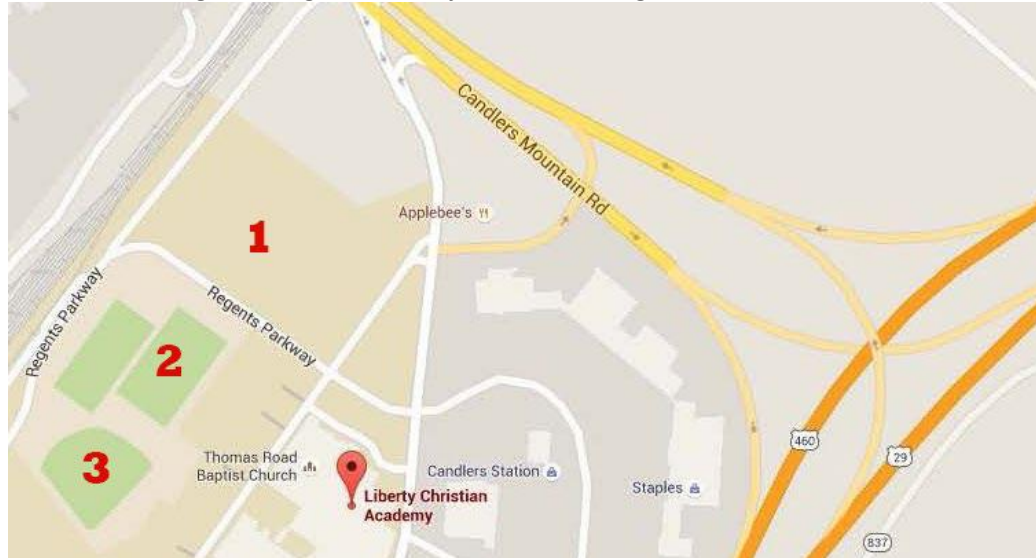 Candlers Mountain Rd
Applebee's
1
Regents Parkway
Regents Parkway
2
3
Thomas Road
Baptist Church
Liberty Christian
Academy
Candlers Station
Staples
460
29
837